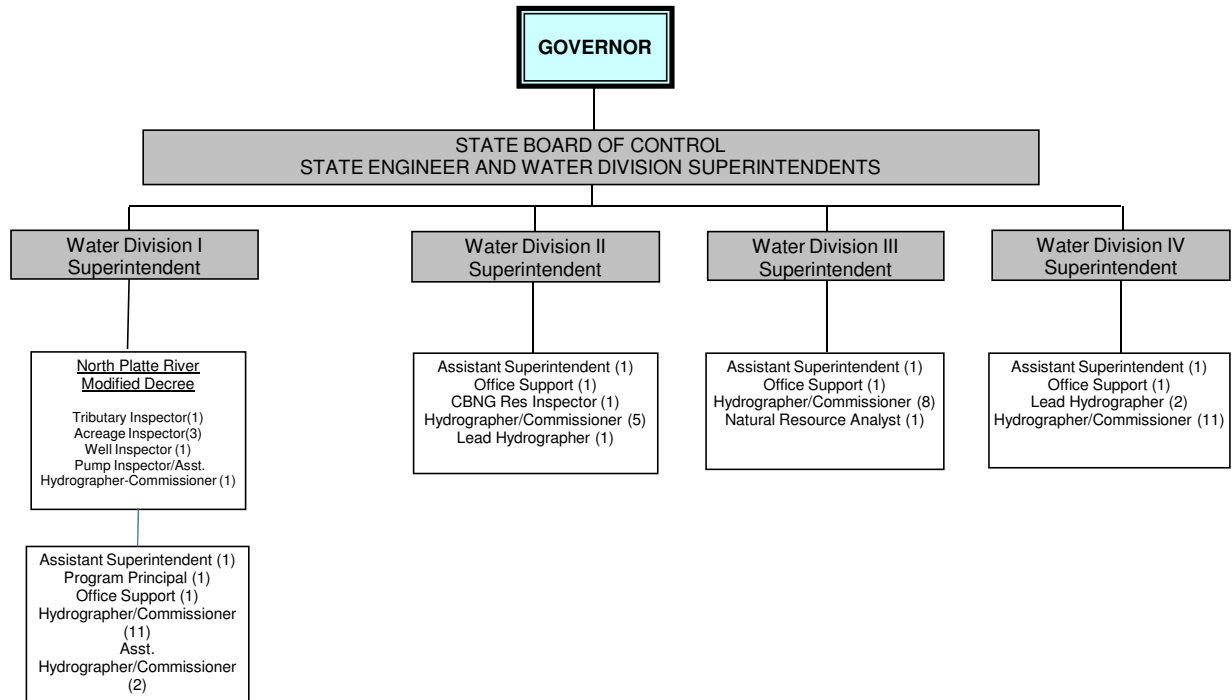 GOVERNOR
STATE BOARD OF CONTROL
STATE ENGINEER AND WATER DIVISION SUPERINTENDENTS
Water Division I
Superintendent
Water Division II
Superintendent
Water Division III
Superintendent
Water Division IV
Superintendent
North Platte River
Modified Decree
Tributary Inspector(1)
Acreage Inspector(3)
Well Inspector (1)
Pump Inspector/Asst.
Hydrographer-Commissioner (1)
Assistant Superintendent (1)
Office Support (1)
CBNG Res Inspector (1)
Hydrographer/Commissioner (5)
Lead Hydrographer (1)
Assistant Superintendent (1)
Office Support (1)
Hydrographer/Commissioner (8)
Natural Resource Analyst (1)
Assistant Superintendent (1)
Office Support (1)
Lead Hydrographer (2)
Hydrographer/Commissioner (11)
Assistant Superintendent (1)
Program Principal (1)
Office Support (1)
Hydrographer/Commissioner
(11)
Asst.
Hydrographer/Commissioner
(2)